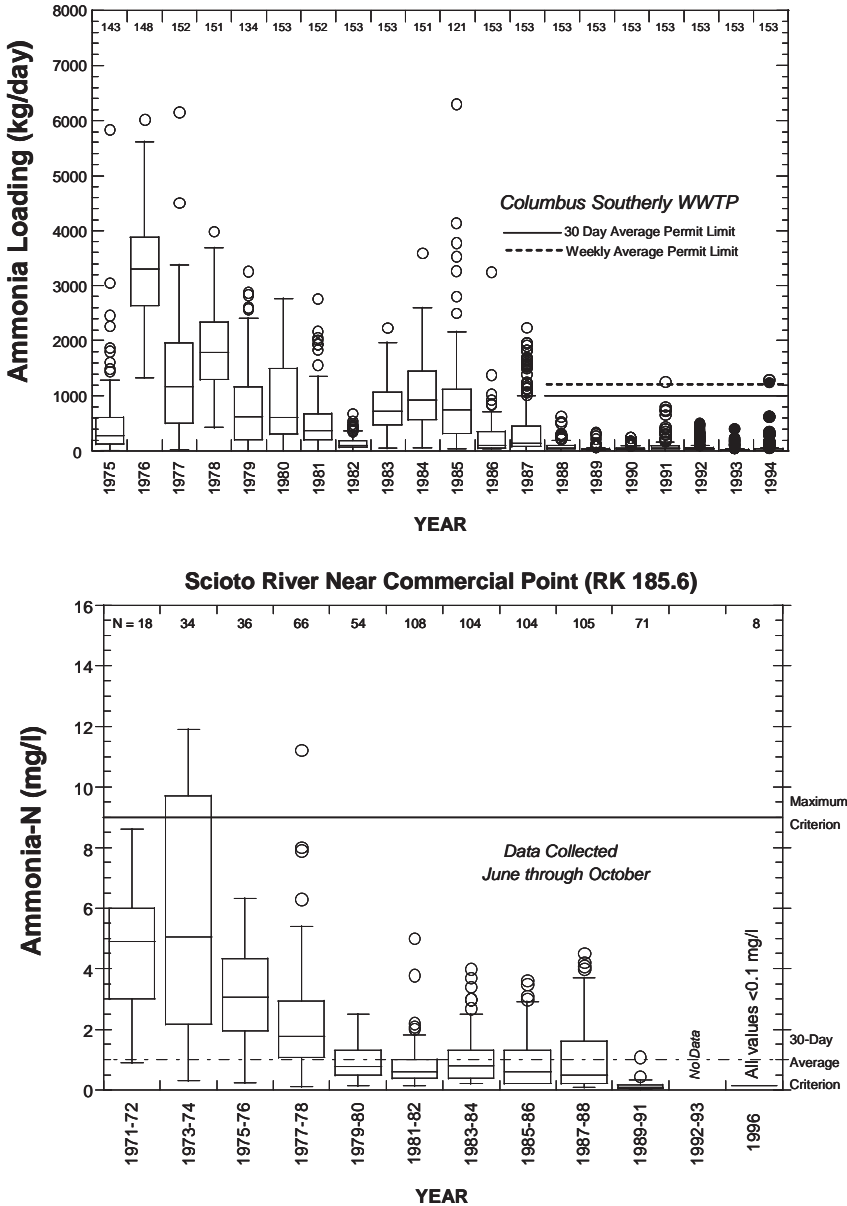 8000
143 148 152 151 134 153 152 153 153 151 121 153 153 153 153 153 153 153 153 153
7000
6000
5000
4000
3000
2000
1000
0
Ammonia Loading (kg/day)
Columbus Southerly WWTP
30 Day Average Permit Limit
Weekly Average Permit Limit
1975 1976 1977 1978 1979 1980 1981 1982 1983 1984 1985 1986 1987 1988 1989 1990 1991 1992 1993 1994
YEAR
Scioto River Near Commercial Point (RK 185.6)
16
N = 18 34 36 66 54 108 104 104 105 71 8
14
12
10
8
6
4
2
0
Ammonia-N (mg/l)
Maximum
Criterion
Data Collected
June through October
No Data
All values <0.1 mg/l
30-Day
Average
Criterion
1971-72 1973-74 1975-76 1977-78 1979-80 1981-82 1983-84 1985-86 1987-88 1989-91 1992-93 1996
YEAR